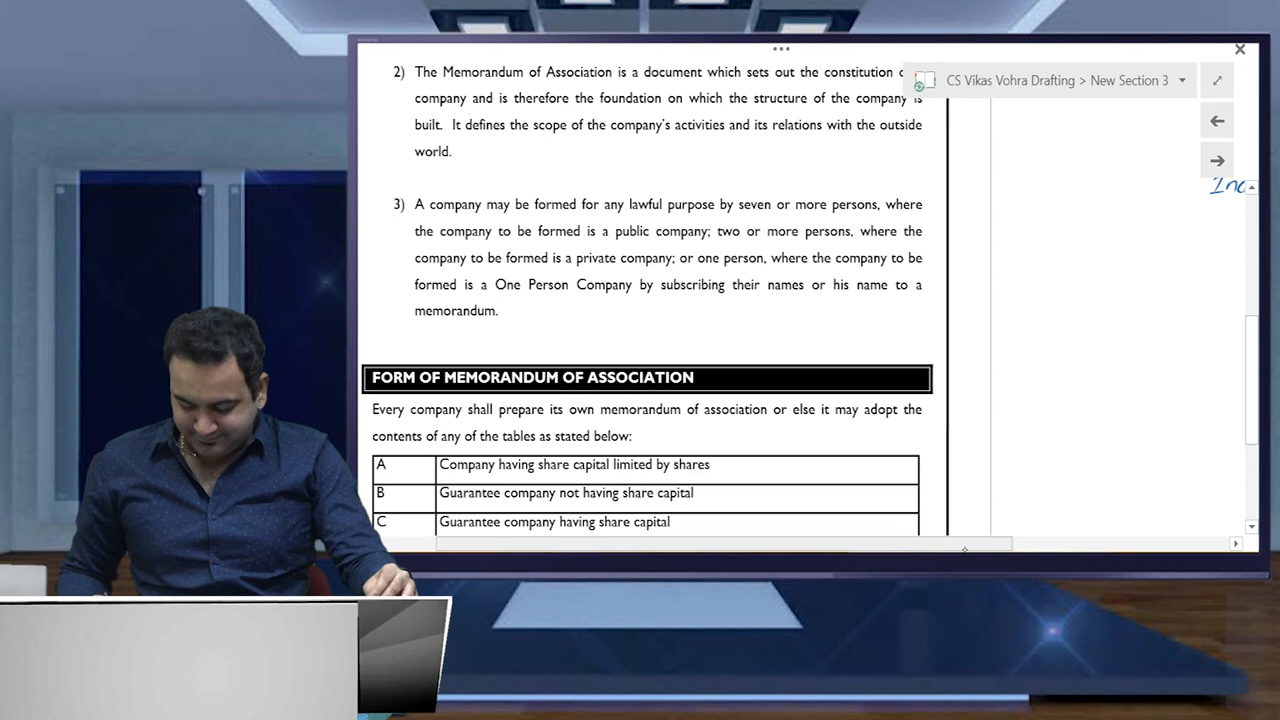 2) The Memorandum of Association is a document which sets out the constitution
company and is therefore the foundation on which the structure of the company is
built. It defines the scope of the company's activities and its relations with the outside
world.
CS Vikas Vohra Drafting > New Section 3
3) A company may be formed for any lawful purpose by seven or more persons, where
the company to be formed is a public company; two or more persons, where the
company to be formed is a private company; or one person, where the company to be
formed is a One Person Company by subscribing their names or his name to a
memorandum.
FORM OF MEMORANDUM OF ASSOCIATION
Every company shall prepare its own memorandum of association or else it may adopt the
contents of any of the tables as stated below:
A Company having share capital limited by shares
B Guarantee company not having share capital
C Guarantee company having share capital